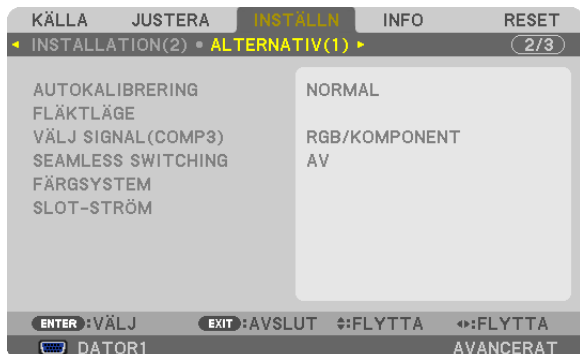 KÄLLA JUSTERA INSTÄLLN INFO RESET
INSTALLATION(2) ALTERNATIV(1) 2/3
AUTOKALIBRERING NORMAL
FLÄKTLÄGE
VÄLJ SIGNAL(COMP3) RGB/KOMPONENT
SEAMLESS SWITCHING AV
FÄRGSYSTEM
SLOT-STRÖM
ENTER:VÄLJ EXIT:AVSLUT :FLYTTA :FLYTTA
DATOR1 AVANCERAT